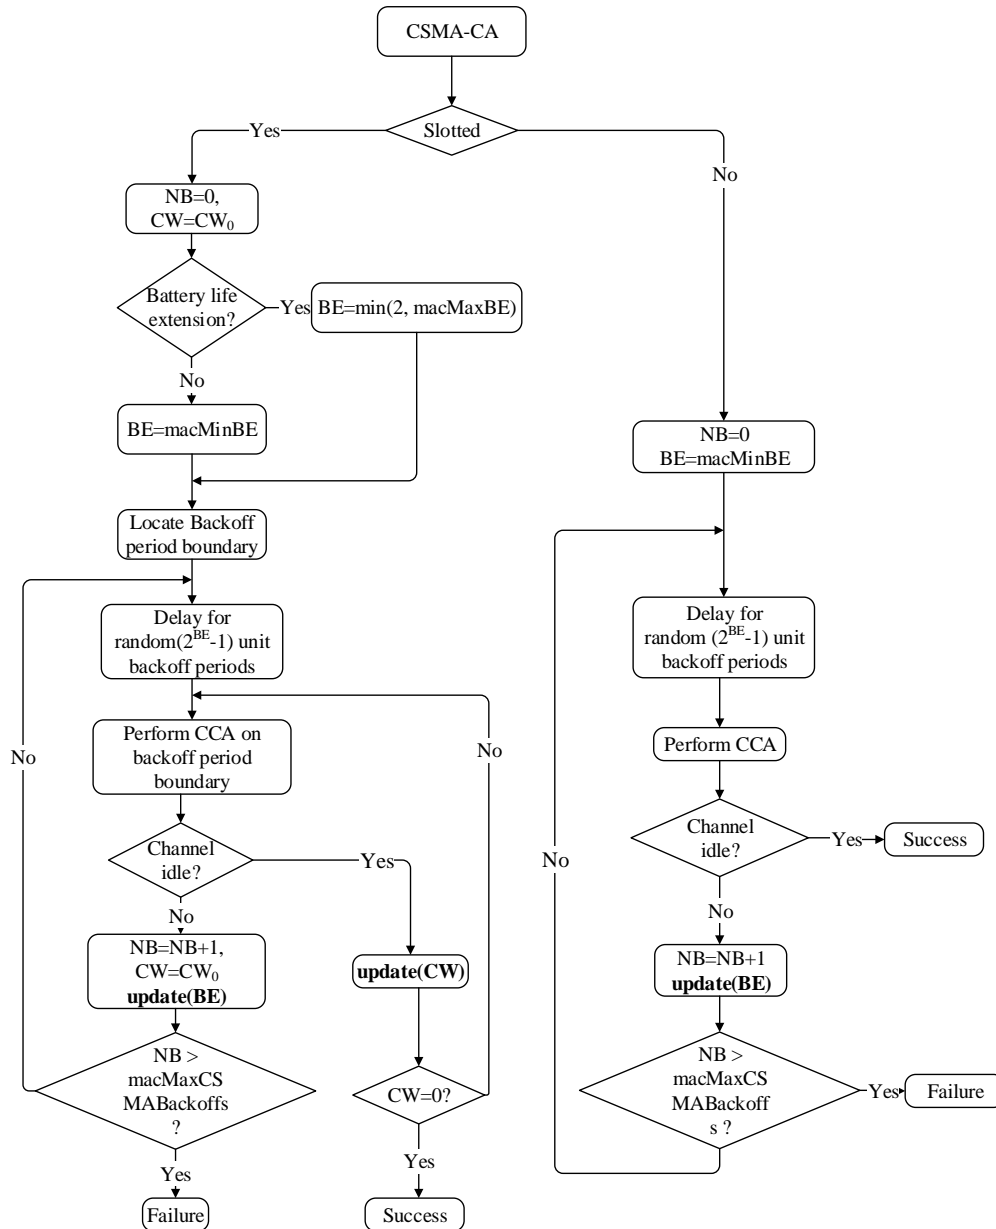 CSMA-CA
Slotted
Yes
No
NB=0,
CW=CW₀
Battery life
extension?
Yes
BE=min(2, macMaxBE)
No
BE=macMinBE
Locate Backoff
period boundary
Delay for
random(2^BE-1) unit
backoff periods
Perform CCA on
backoff period
boundary
No
No
Channel
idle?
Yes
No
NB=NB+1,
CW=CW₀
update(BE)
update(CW)
NB >
macMaxCS
MABackoffs
?
CW=0?
Yes
Yes
Failure
Success
NB=0
BE=macMinBE
Delay for
random (2^BE-1) unit
backoff periods
Perform CCA
Channel
idle?
Yes
Success
No
No
NB=NB+1
update(BE)
NB >
macMaxCS
MABackoff
s ?
Yes
Failure